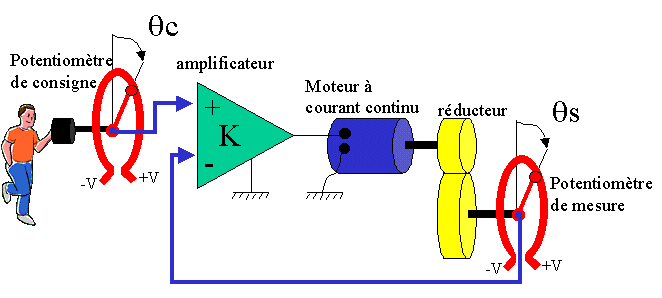 θc
Potentiomètre
de consigne
amplificateur
+
K
-
-V
+V
Moteur à
courant continu
réducteur
θs
Potentiomètre
de mesure
-V
+V